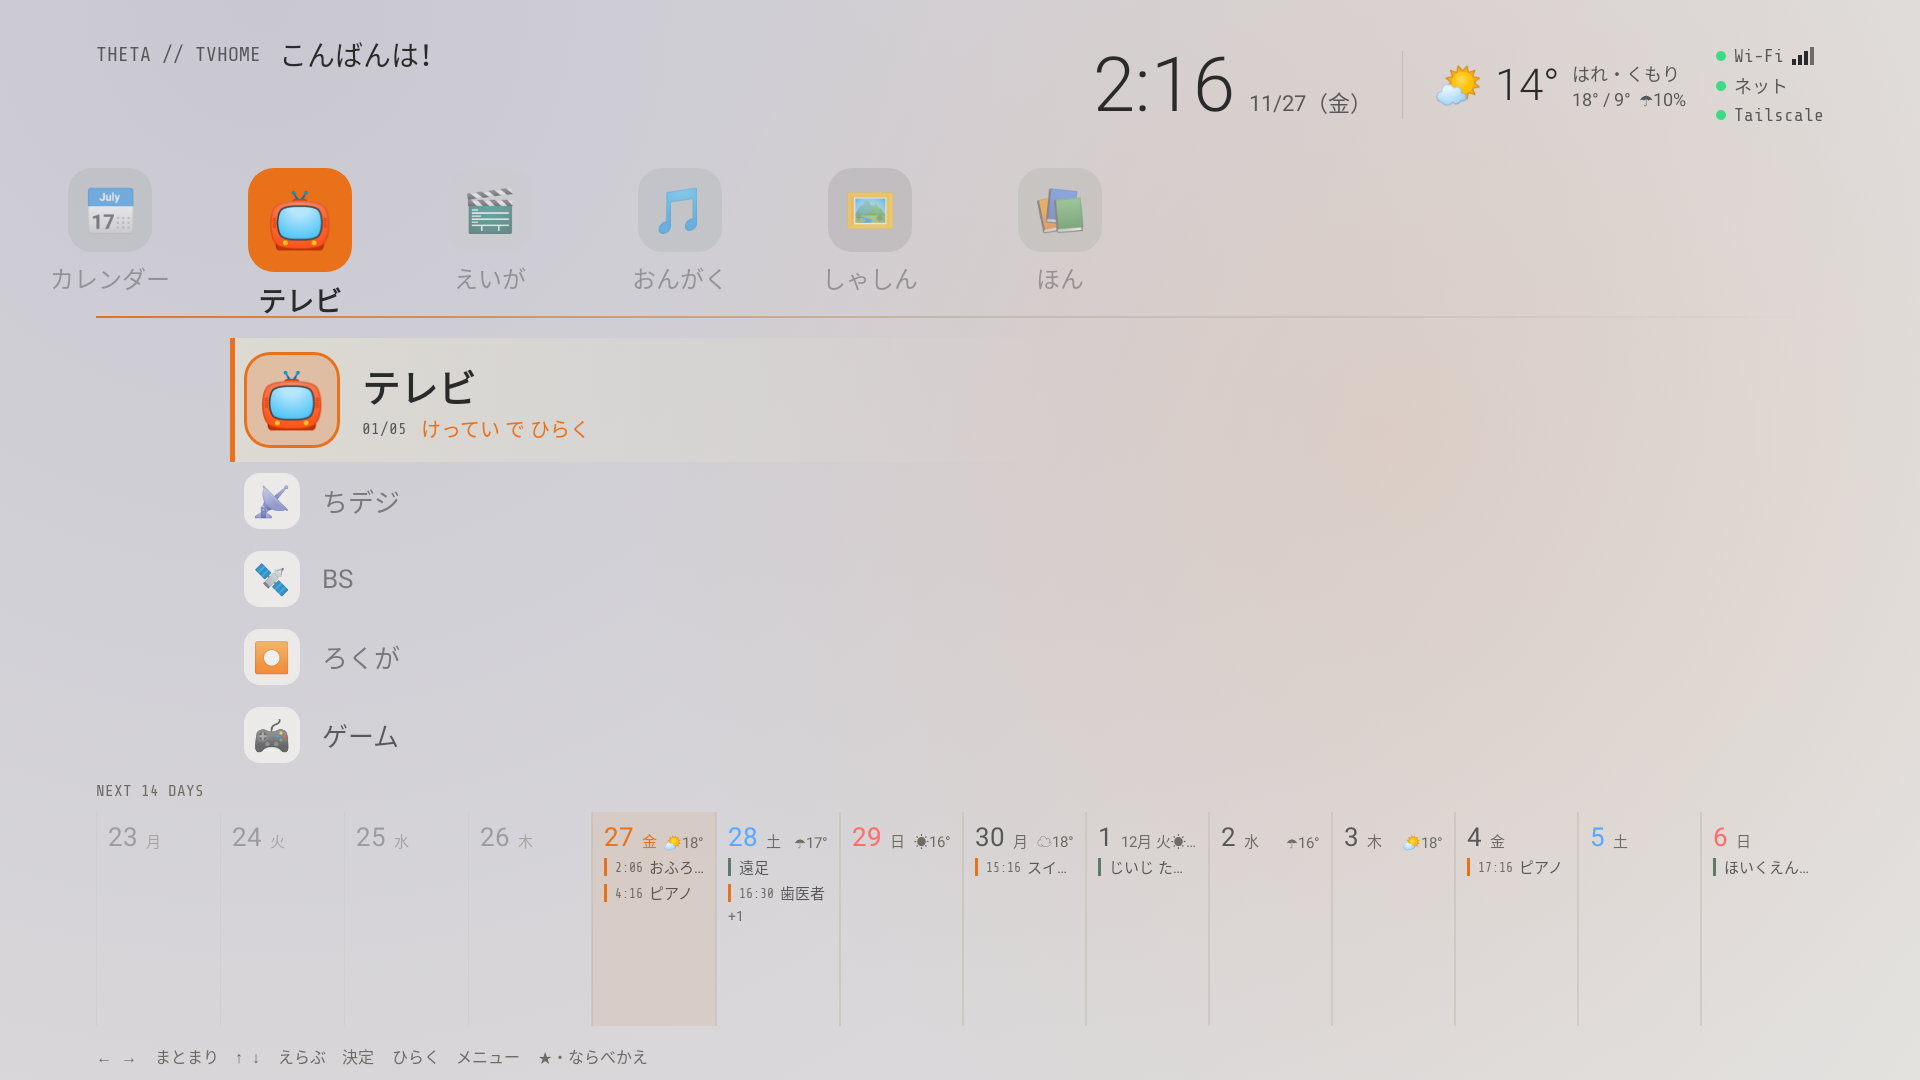 THETA // TVHOME こんばんは!
2:16 11/27（金）
14° はれ・くもり
18° / 9° ☂10%
Wi-Fi
ネット
Tailscale
July
17
カレンダー
テレビ
えいが
おんがく
しゃしん
ほん
テレビ
01/05 けってい で ひらく
ちデジ
BS
ろくが
ゲーム
NEXT 14 DAYS
23 月
24 火
25 水
26 木
27 金 18°
2:06 おふろ…
4:16 ピアノ
28 土 ☂17°
遠足
16:30 歯医者
+1
29 日 ☀16°
30 月 ☁18°
15:16 スイ…
1 12月 火☀…
じいじ た…
2 水 ☂16°
3 木 18°
4 金
17:16 ピアノ
5 土
6 日
ほいくえん…
← → まとまり ↑ ↓ えらぶ 決定 ひらく メニュー ★・ならべかえ